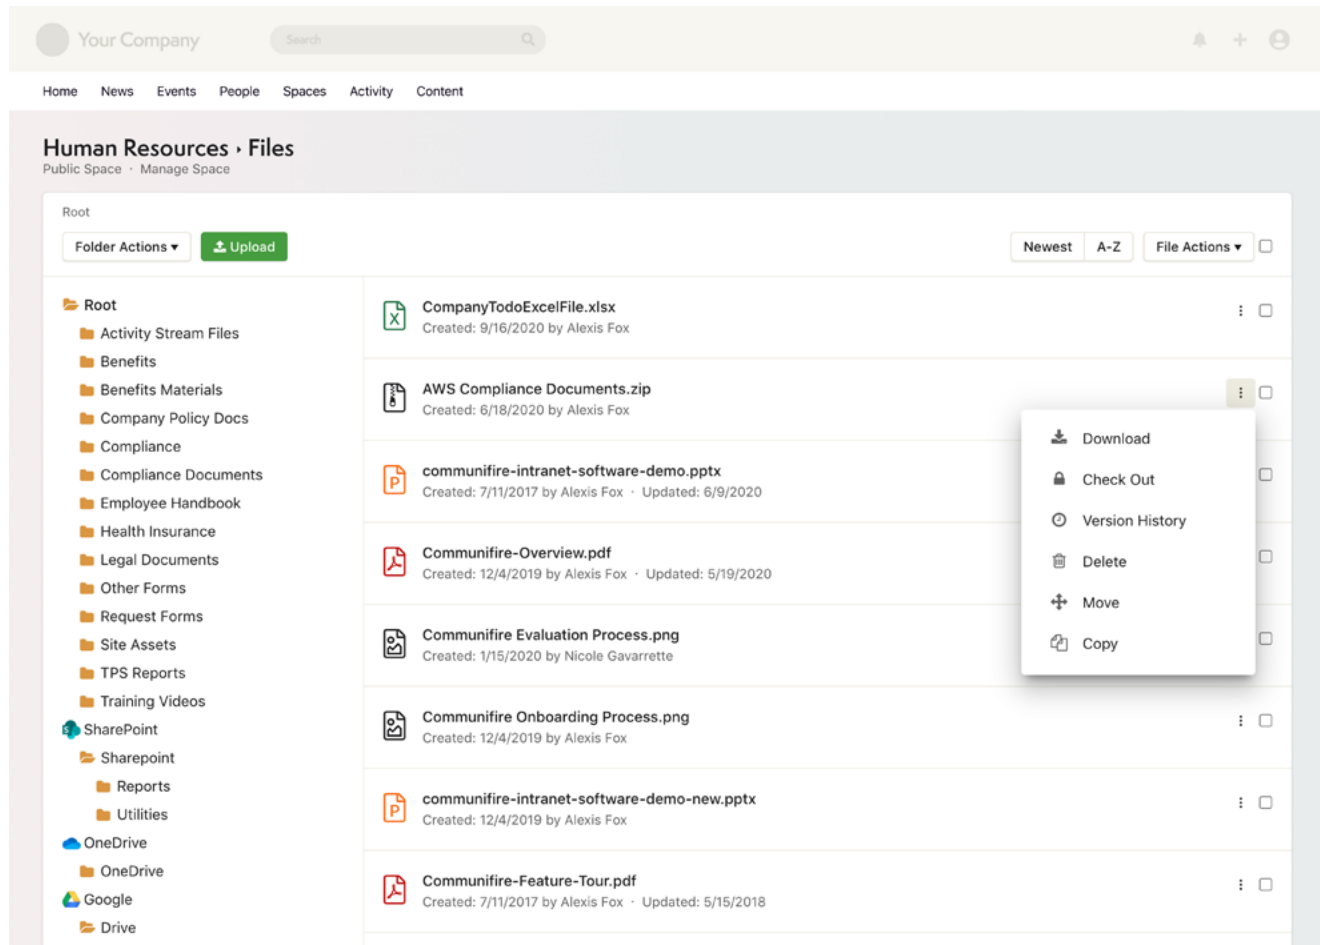 Your Company
Search
Home News Events People Spaces Activity Content
Human Resources › Files
Public Space · Manage Space
Root
Folder Actions ▾ Upload Newest A-Z File Actions ▾
Root
Activity Stream Files
Benefits
Benefits Materials
Company Policy Docs
Compliance
Compliance Documents
Employee Handbook
Health Insurance
Legal Documents
Other Forms
Request Forms
Site Assets
TPS Reports
Training Videos
SharePoint
Sharepoint
Reports
Utilities
OneDrive
OneDrive
Google
Drive
CompanyTodoExcelFile.xlsx
Created: 9/16/2020 by Alexis Fox
AWS Compliance Documents.zip
Created: 6/18/2020 by Alexis Fox
communifire-intranet-software-demo.pptx
Created: 7/11/2017 by Alexis Fox · Updated: 6/9/2020
Communifire-Overview.pdf
Created: 12/4/2019 by Alexis Fox · Updated: 5/19/2020
Communifire Evaluation Process.png
Created: 1/15/2020 by Nicole Gavarrette
Communifire Onboarding Process.png
Created: 12/4/2019 by Alexis Fox
communifire-intranet-software-demo-new.pptx
Created: 12/4/2019 by Alexis Fox
Communifire-Feature-Tour.pdf
Created: 7/11/2017 by Alexis Fox · Updated: 5/15/2018
Download
Check Out
Version History
Delete
Move
Copy